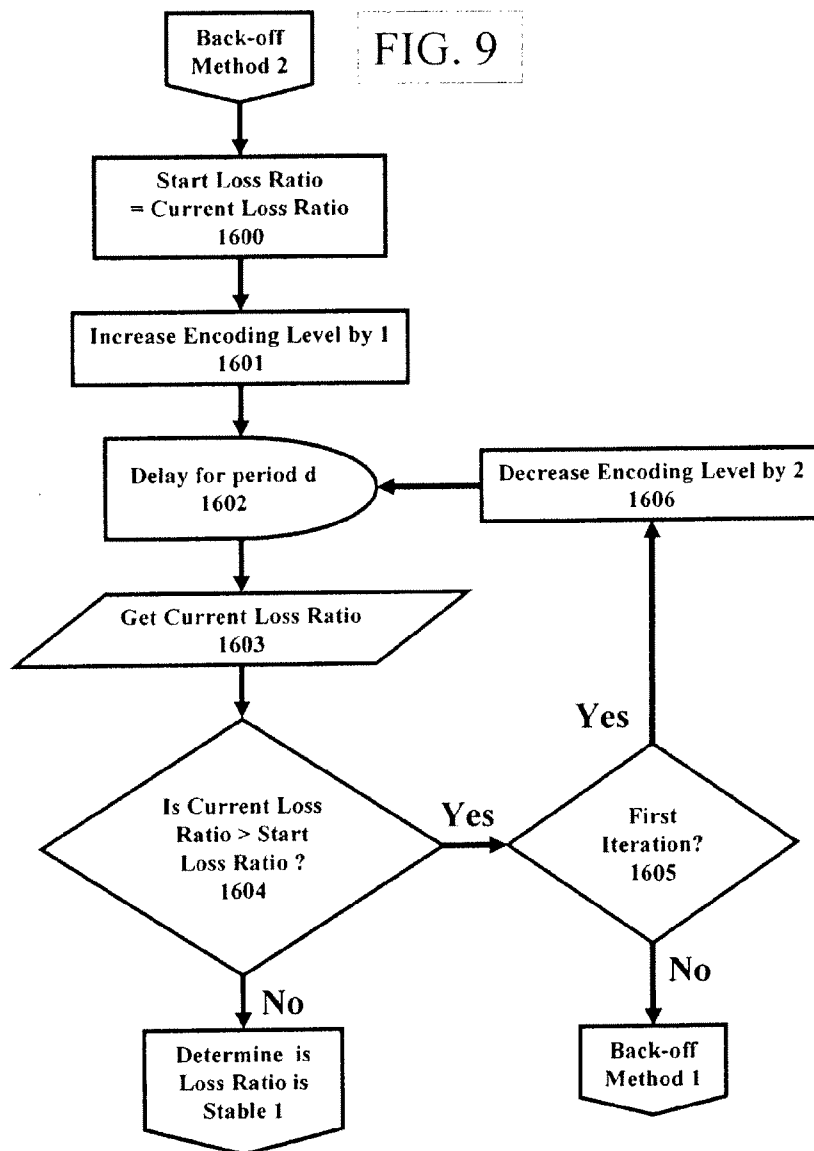 Back-off
Method 2
FIG. 9
Start Loss Ratio
= Current Loss Ratio
1600
Increase Encoding Level by 1
1601
Delay for period d
1602
Decrease Encoding Level by 2
1606
Get Current Loss Ratio
1603
Yes
Is Current Loss
Ratio > Start
Loss Ratio ?
1604
Yes
First
Iteration?
1605
No
No
Determine is
Loss Ratio is
Stable 1
Back-off
Method 1